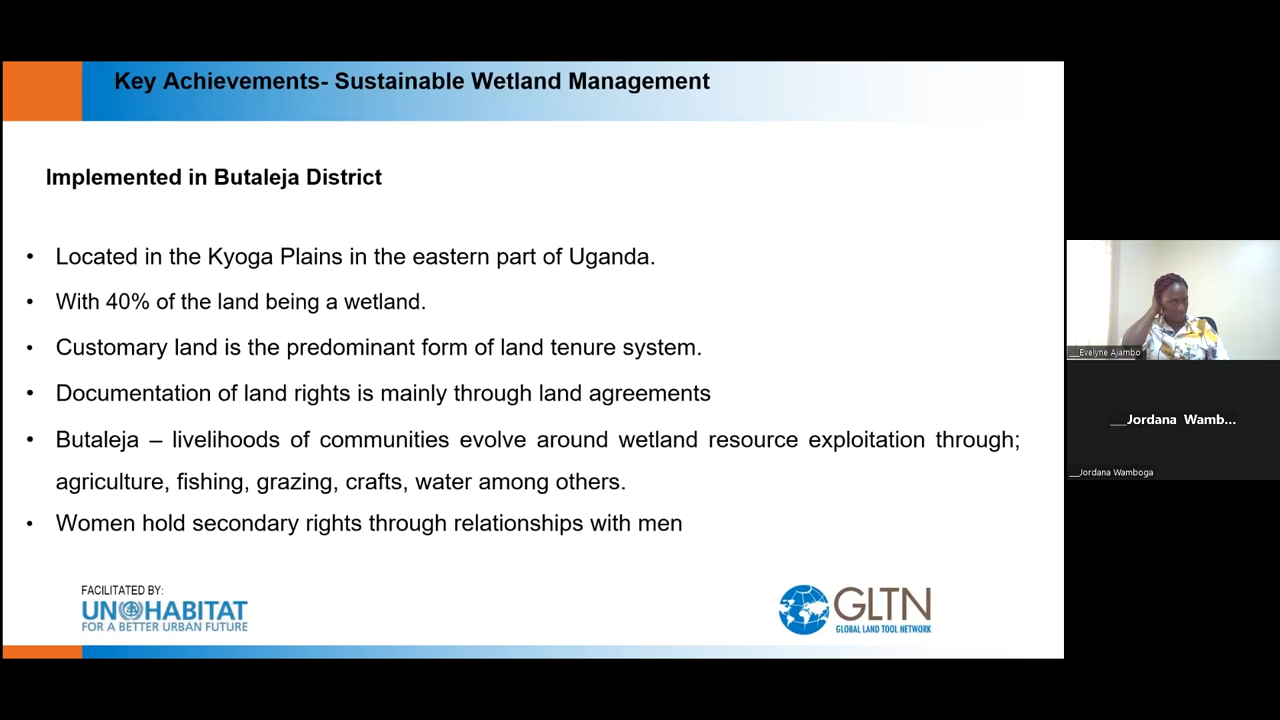 Key Achievements- Sustainable Wetland Management
Implemented in Butaleja District
• Located in the Kyoga Plains in the eastern part of Uganda.
• With 40% of the land being a wetland.
• Customary land is the predominant form of land tenure system.
• Documentation of land rights is mainly through land agreements
• Butaleja – livelihoods of communities evolve around wetland resource exploitation through;
agriculture, fishing, grazing, crafts, water among others.
• Women hold secondary rights through relationships with men
FACILITATED BY:
UN HABITAT
FOR A BETTER URBAN FUTURE
GLTN
GLOBAL LAND TOOL NETWORK
__Evelyne Ajambo
__Jordana Wamb...
__Jordana Wamboga